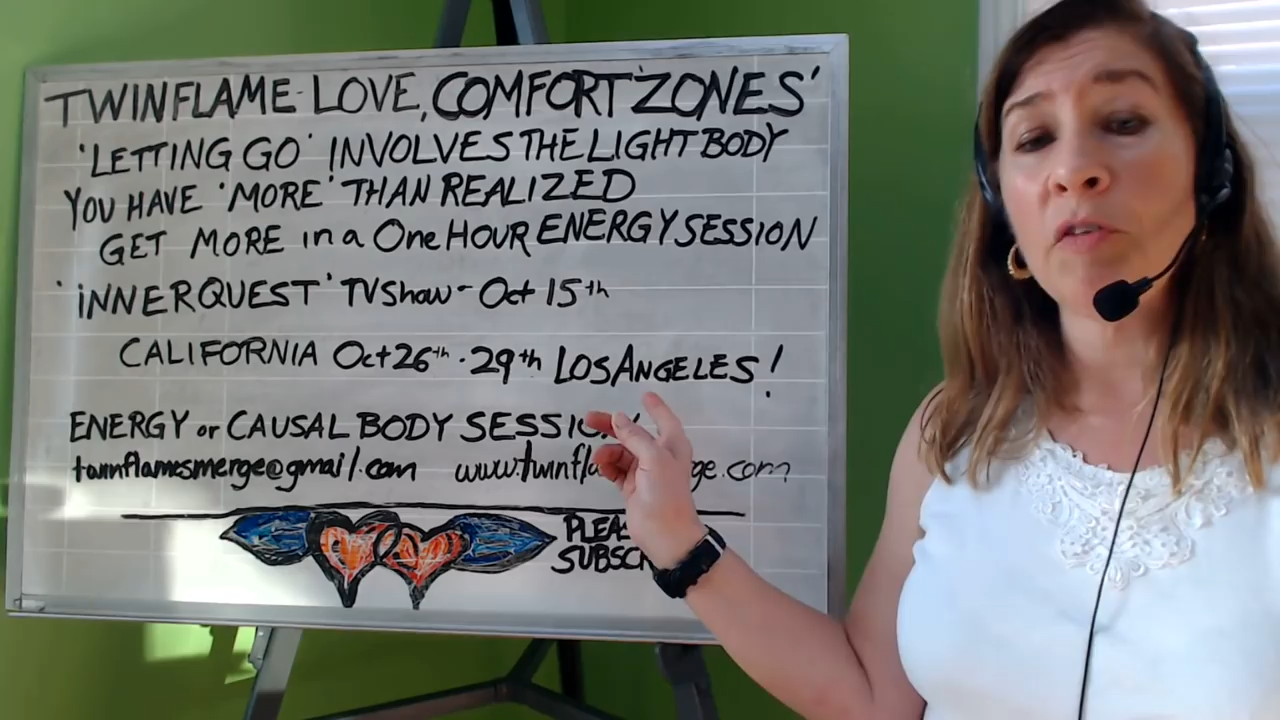 TWINFLAME-LOVE, COMFORT 'ZONES'
'LETTING GO' INVOLVES THE LIGHT BODY
YOU HAVE 'MORE' THAN REALIZED
GET MORE in a One HOUR ENERGY SESSION
'INNERQUEST' TV Show - Oct 15th
CALIFORNIA Oct 26th - 29th LOS ANGELES!
ENERGY or CAUSAL BODY
twinflamesmerge@gmail.com